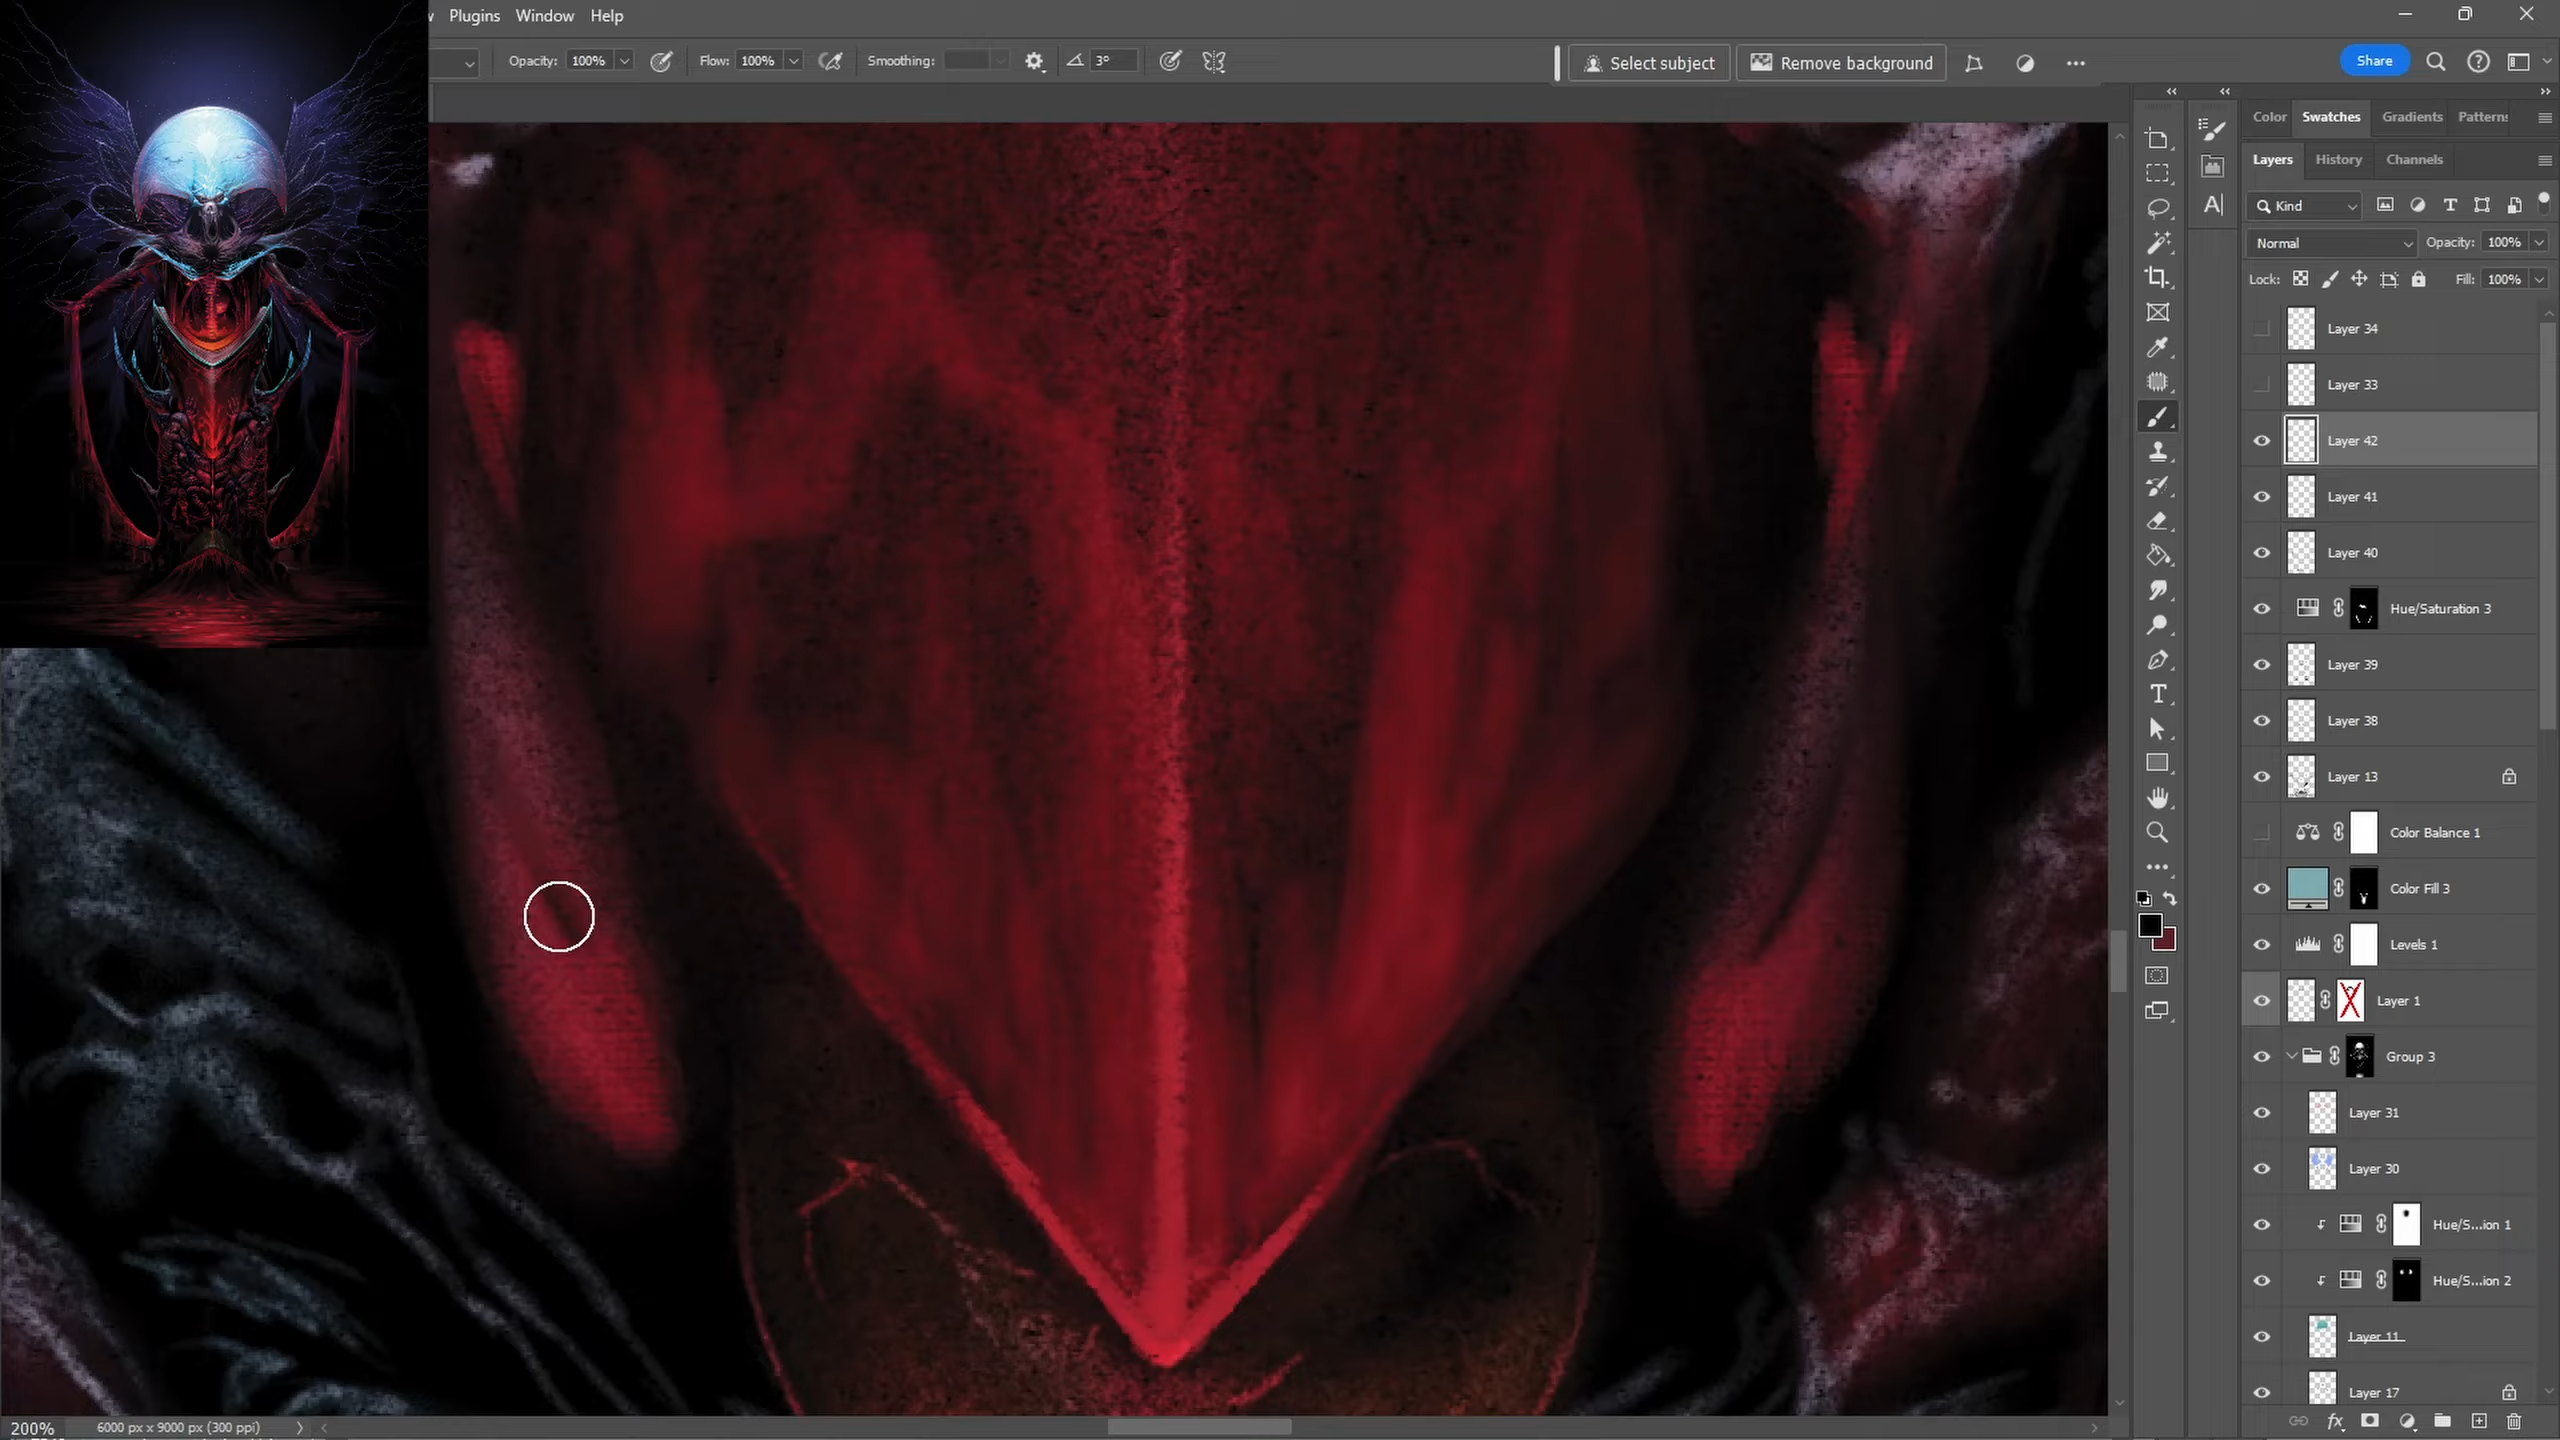 Plugins Window Help
Opacity: 100% Flow: 100% Smoothing: 3° Select subject Remove background Share
Color Swatches Gradients Patterns
Layers History Channels
Kind
Normal Opacity: 100%
Lock: Fill: 100%
Layer 34
Layer 33
Layer 42
Layer 41
Layer 40
Hue/Saturation 3
Layer 39
Layer 38
Layer 13
Color Balance 1
Color Fill 3
Levels 1
Layer 1
Group 3
Layer 31
Layer 30
Hue/S...ion 1
Hue/S...ion 2
Layer 11
Layer 17
200% 6000 px x 9000 px (300 ppi)